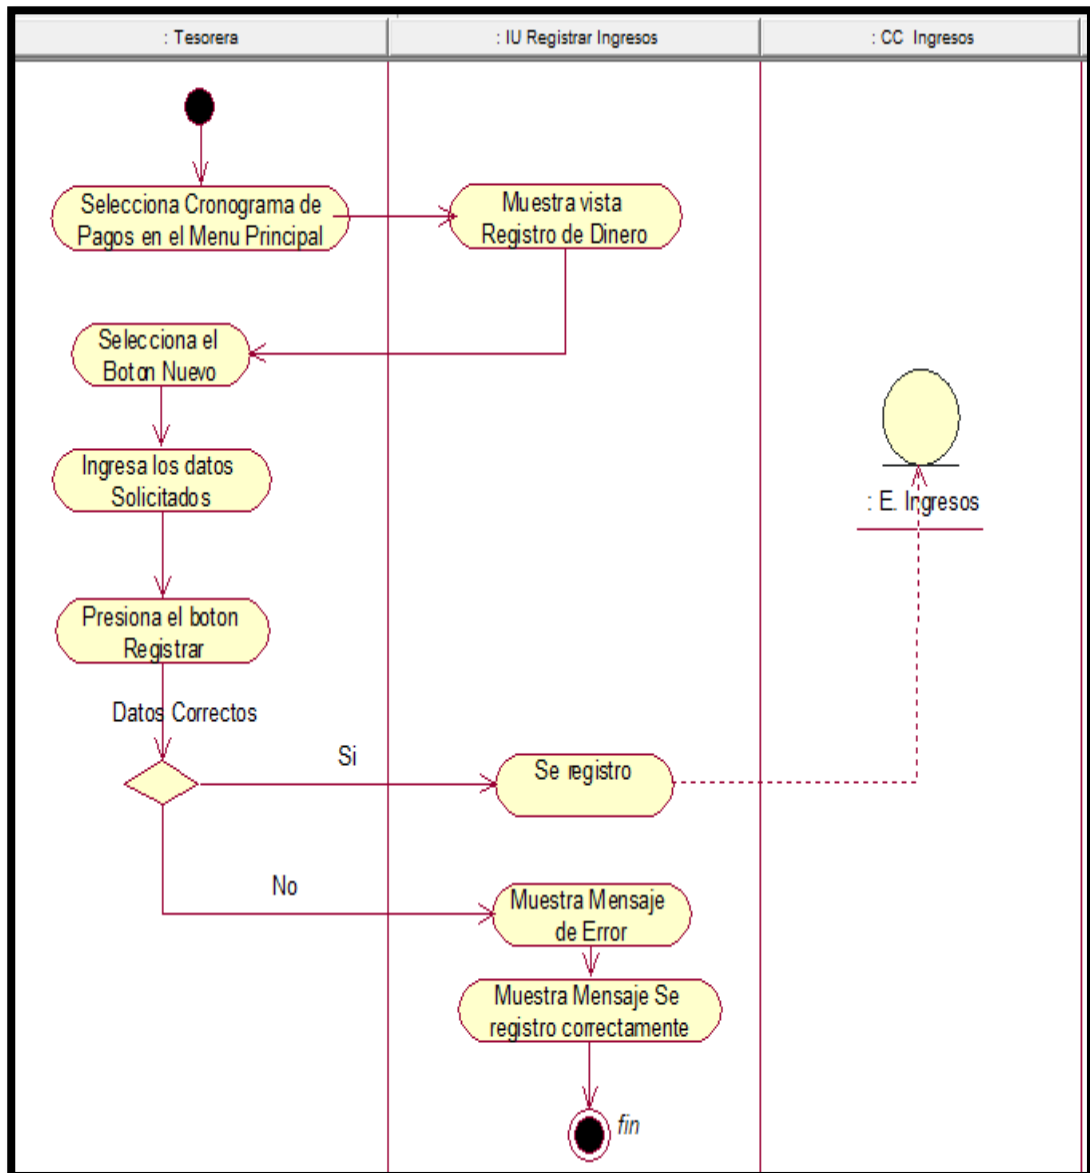 : Tesorera
: IU Registrar Ingresos
: CC Ingresos
Selecciona Cronograma de
Pagos en el Menu Principal
Muestra vista
Registro de Dinero
Selecciona el
Boton Nuevo
Ingresa los datos
Solicitados
: E. Ingresos
Presiona el boton
Registrar
Datos Correctos
Si
Se registro
No
Muestra Mensaje
de Error
Muestra Mensaje Se
registro correctamente
fin